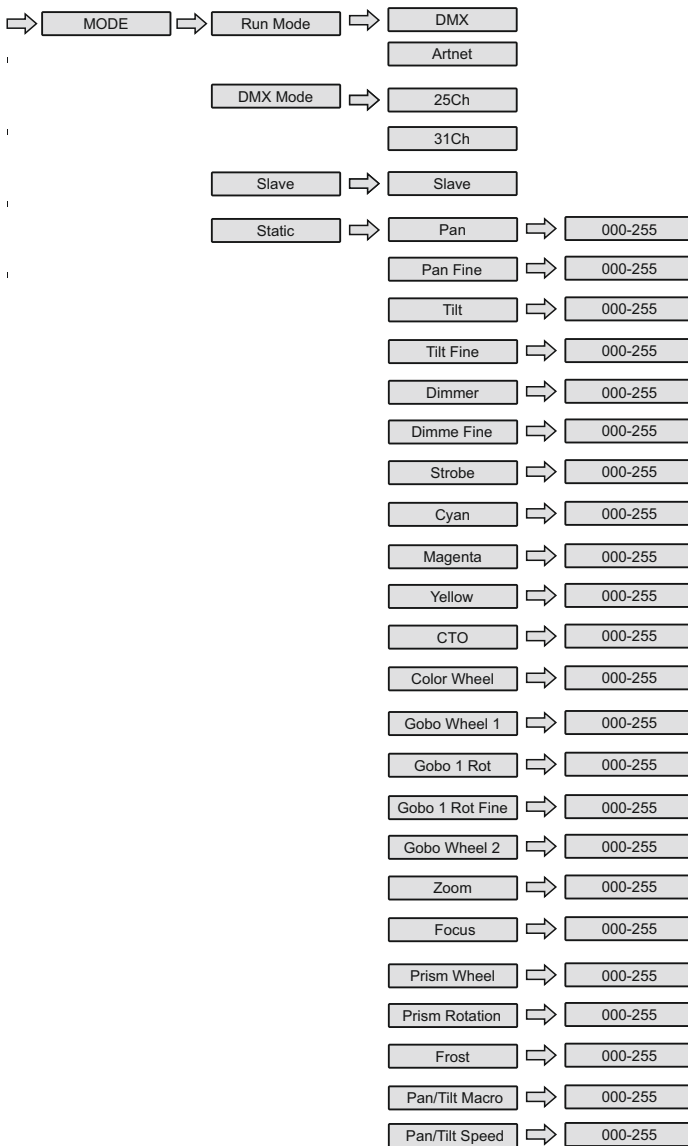 MODE Run Mode DMX
Artnet
DMX Mode 25Ch
31Ch
Slave Slave
Static Pan 000-255
Pan Fine 000-255
Tilt 000-255
Tilt Fine 000-255
Dimmer 000-255
Dimme Fine 000-255
Strobe 000-255
Cyan 000-255
Magenta 000-255
Yellow 000-255
CTO 000-255
Color Wheel 000-255
Gobo Wheel 1 000-255
Gobo 1 Rot 000-255
Gobo 1 Rot Fine 000-255
Gobo Wheel 2 000-255
Zoom 000-255
Focus 000-255
Prism Wheel 000-255
Prism Rotation 000-255
Frost 000-255
Pan/Tilt Macro 000-255
Pan/Tilt Speed 000-255